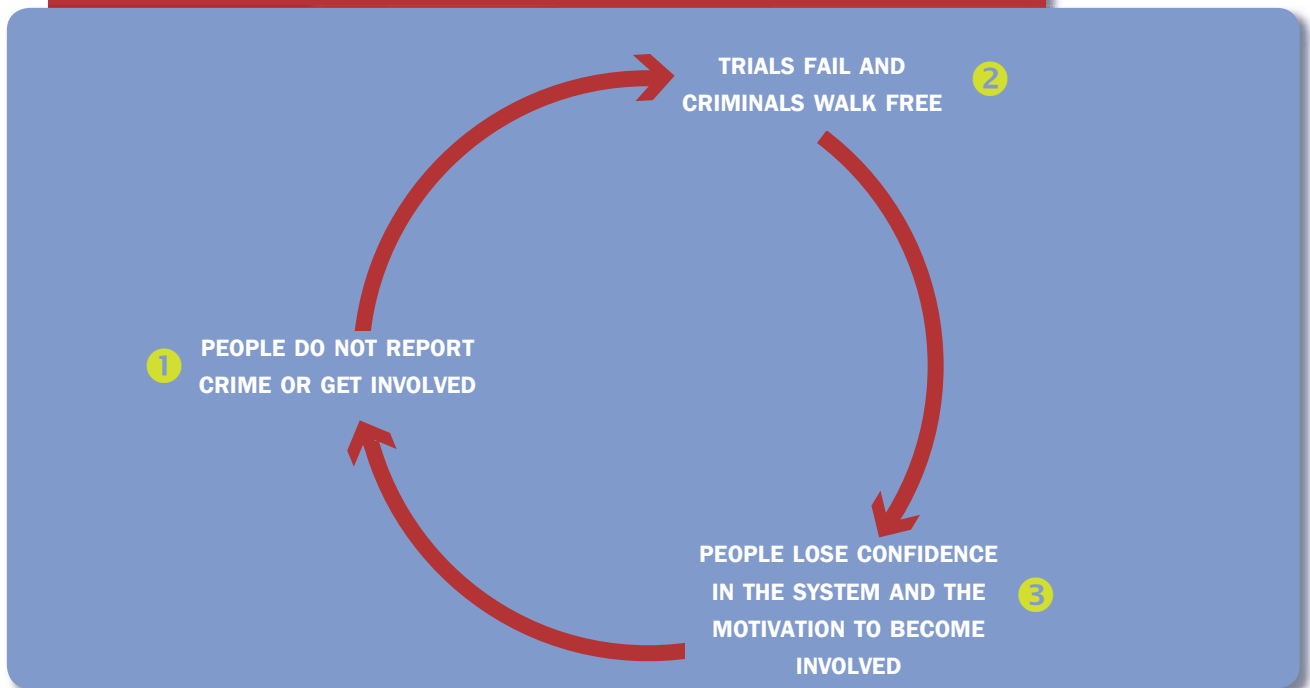 TRIALS FAIL AND
CRIMINALS WALK FREE
2
1
PEOPLE DO NOT REPORT
CRIME OR GET INVOLVED
PEOPLE LOSE CONFIDENCE
IN THE SYSTEM AND THE
MOTIVATION TO BECOME
INVOLVED
3